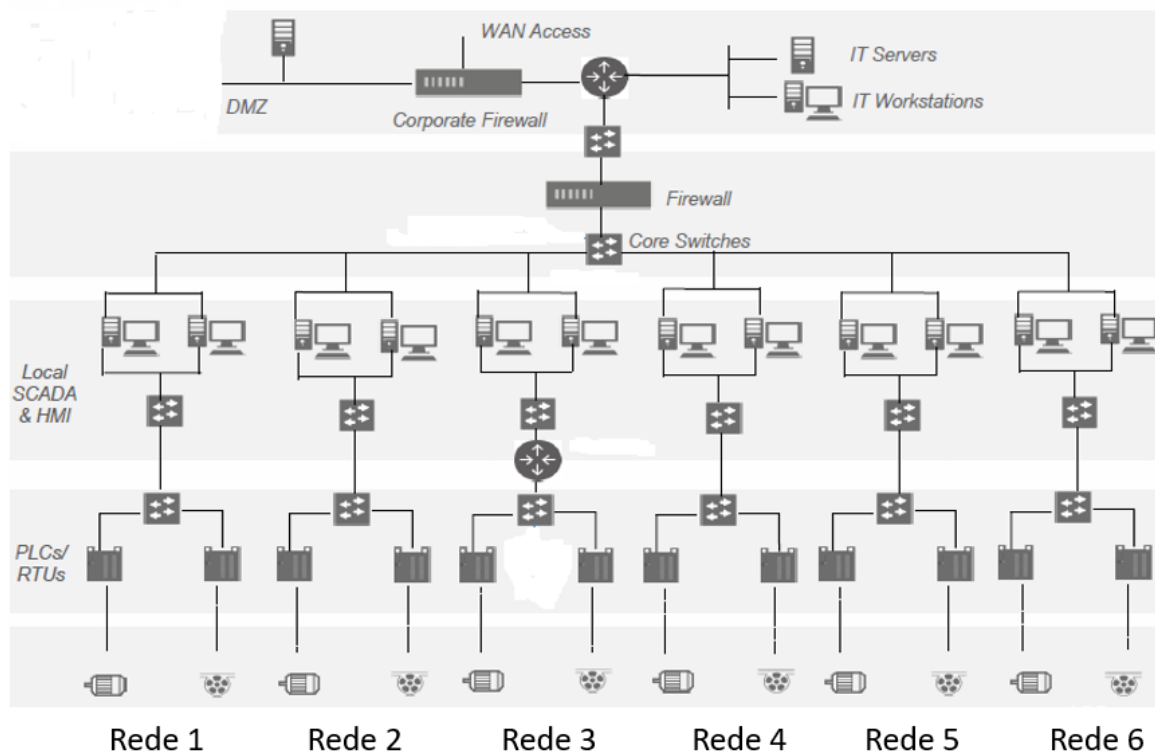 WAN Access
IT Servers
DMZ
IT Workstations
Corporate Firewall
Firewall
Core Switches
Local
SCADA
& HMI
PLCs/
RTUs
Rede 1
Rede 2
Rede 3
Rede 4
Rede 5
Rede 6